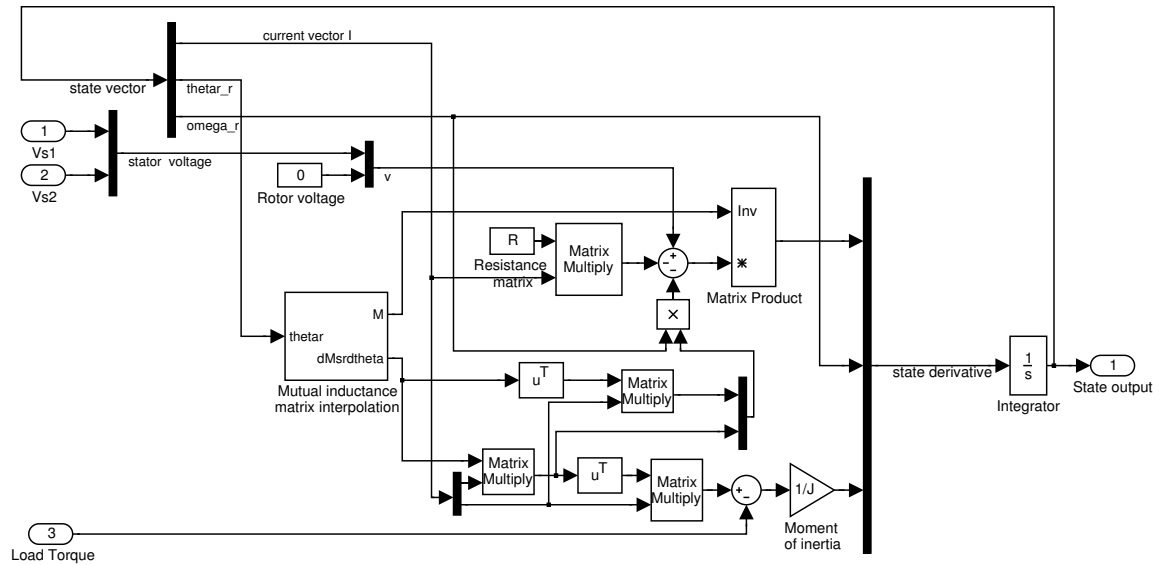 current vector I
state vector
thetar_r
omega_r
1
Vs1
2
Vs2
stator voltage
0
Rotor voltage
v
R
Resistance
matrix
Matrix
Multiply
+
−
−
Inv
*
Matrix Product
×
thetar
M
dMsrdtheta
Mutual inductance
matrix interpolation
u^T
Matrix
Multiply
Matrix
Multiply
u^T
Matrix
Multiply
+
−
1/J
Moment
of inertia
state derivative
1
s
Integrator
1
State output
3
Load Torque